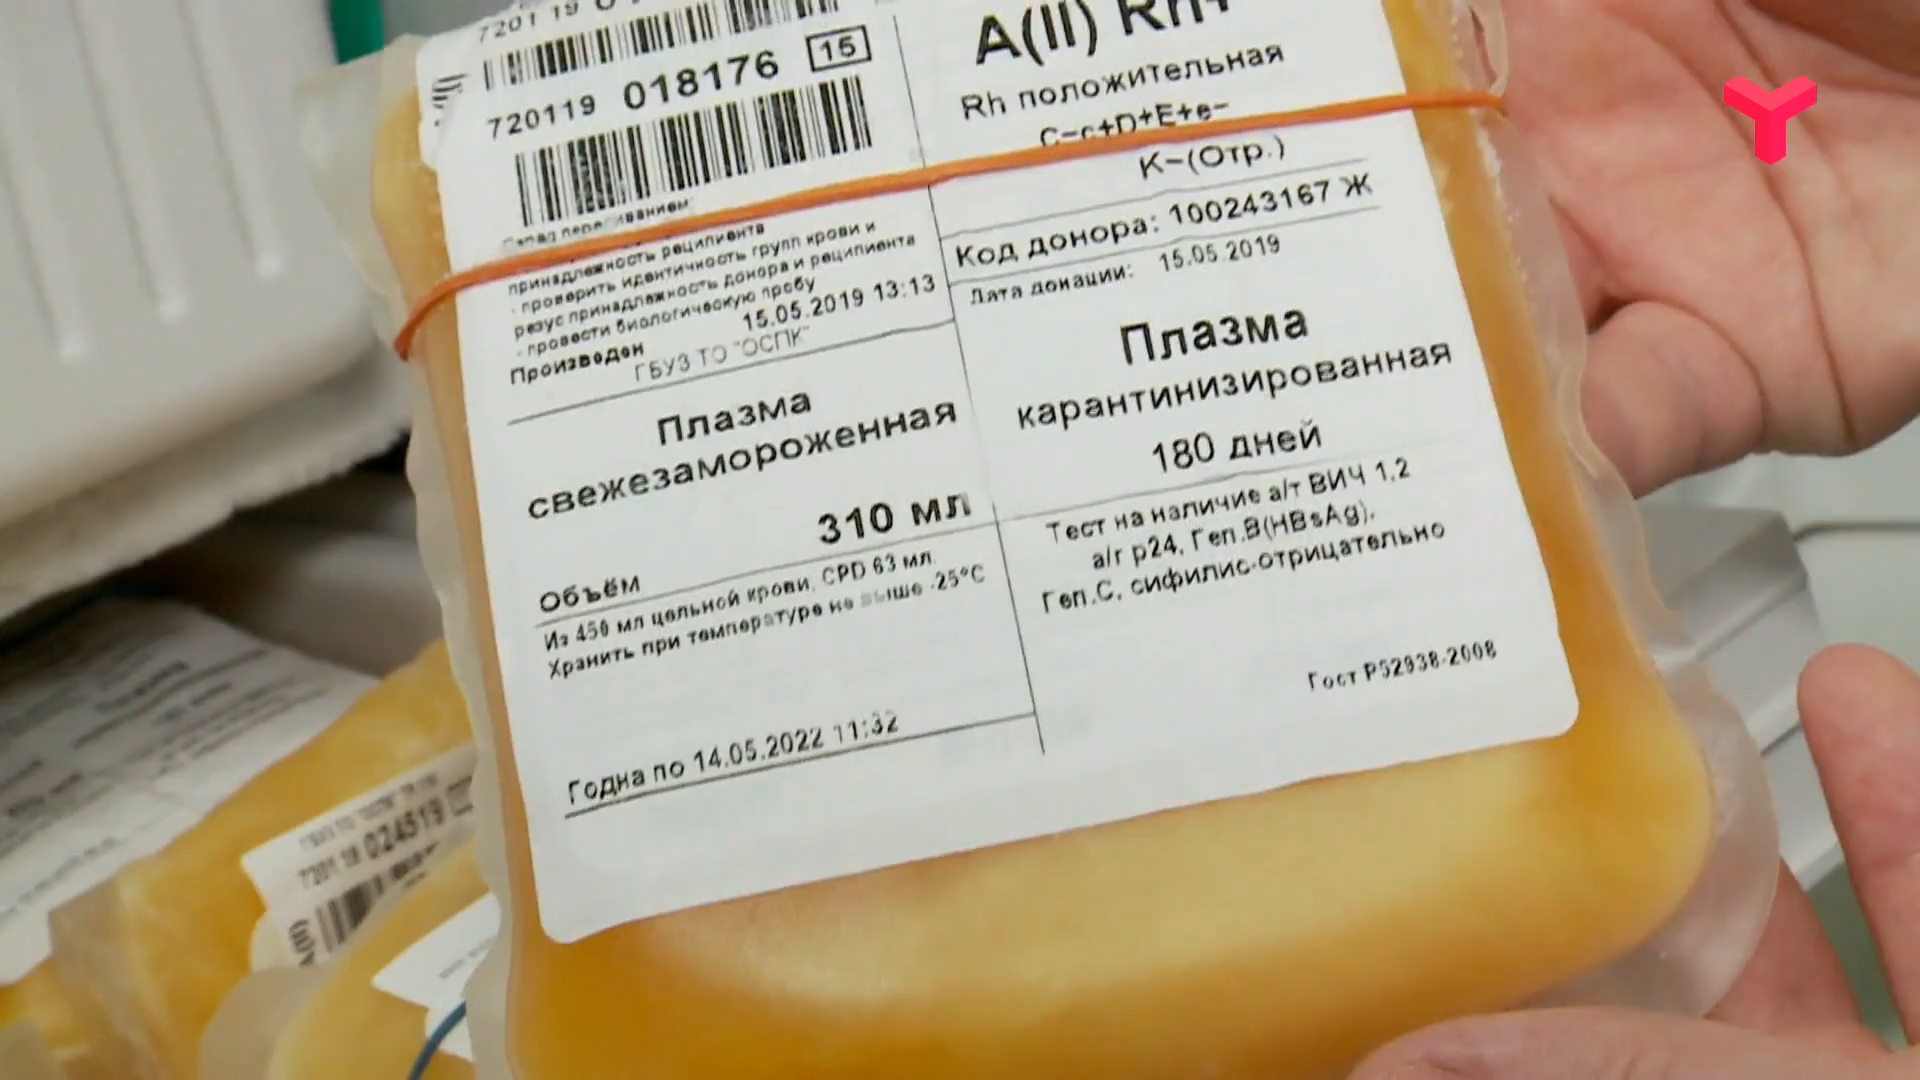 720119 018176 15
принадлежность реципиента
- проверить идентичность групп крови и
резус принадлежность донора и реципиента
- провести биологическую пробу
15.05.2019 13:13
Произведен
ГБУЗ ТО "ОСПК"
Плазма
свежезамороженная
310 мл
Объём
Из 450 мл цельной крови, CPD 63 мл.
Хранить при температуре не выше -25°C
Годна по 14.05.2022 11:32
A(II) Rh+
Rh положительная
C-c+D+E+e-
K-(Отр.)
Код донора: 100243167 Ж
Дата донации: 15.05.2019
Плазма
карантинизированная
180 дней
Тест на наличие а/т ВИЧ 1,2
а/г р24, Геп.В(HBsAg),
Геп.С, сифилис-отрицательно
Гост Р52938-2008
720119 024519